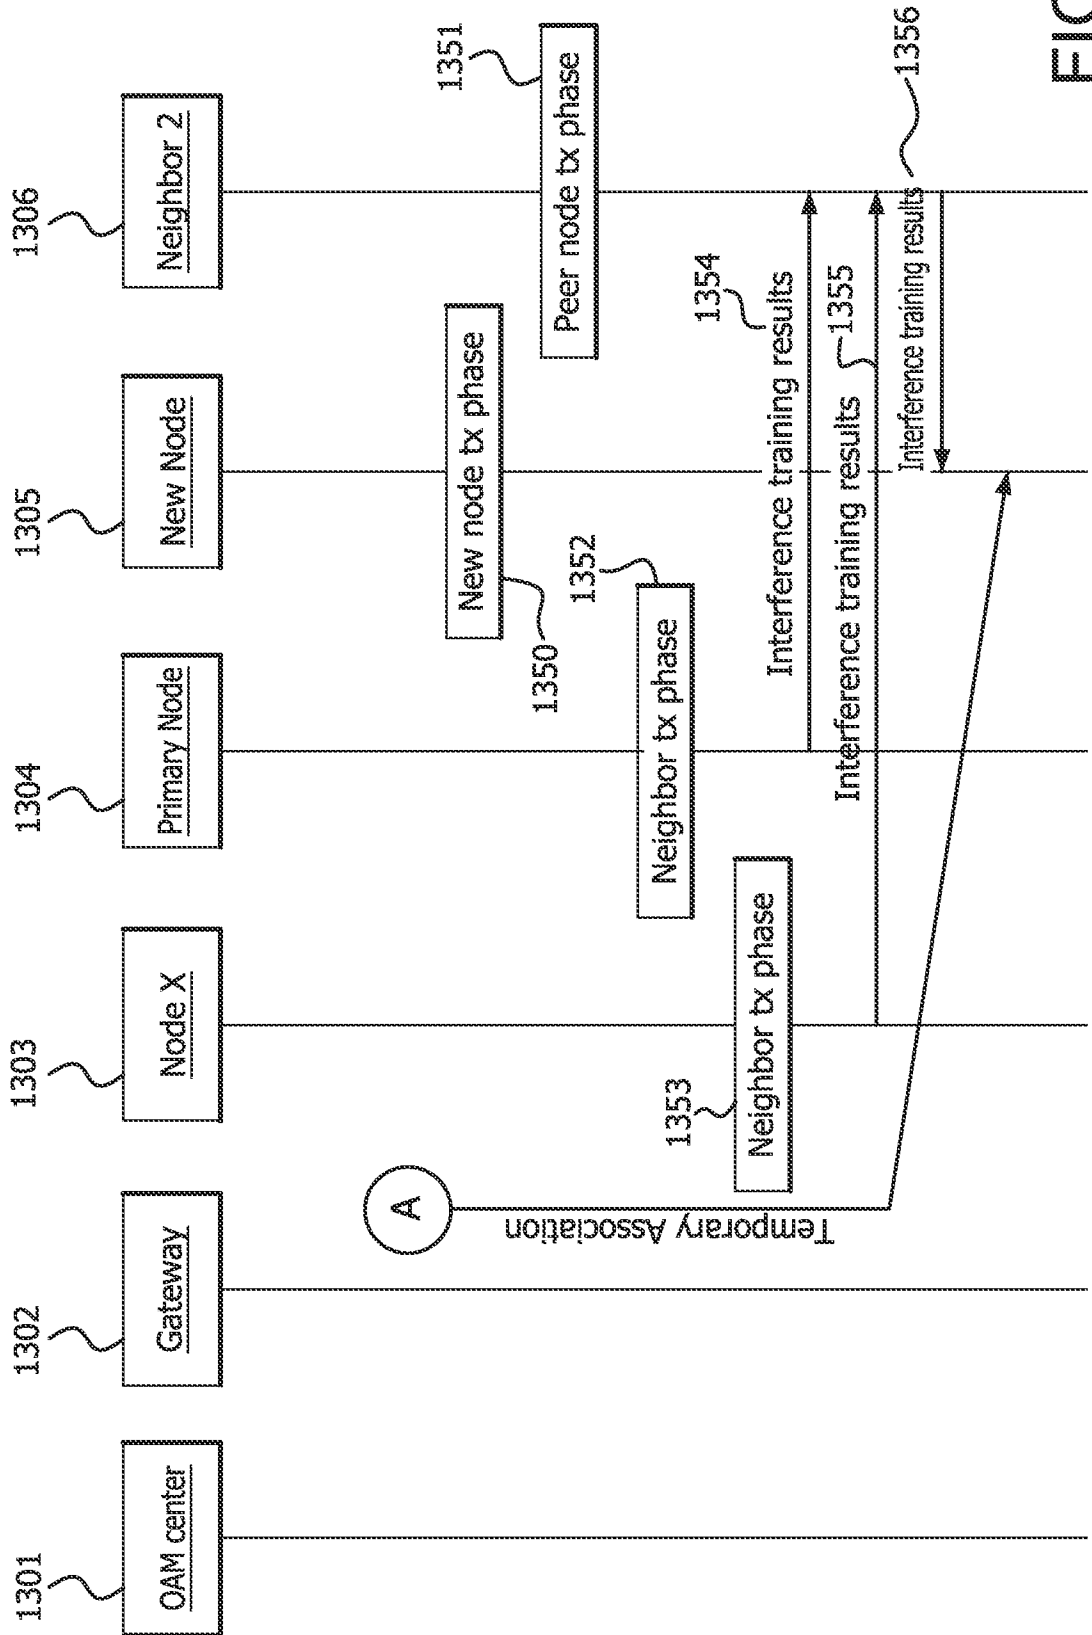 1301
1302
1303
1304
1305
1306
OAM center
Gateway
Node X
Primary Node
New Node
Neighbor 2
A
Temporary Association
New node tx phase
1350
Peer node tx phase
1351
Neighbor tx phase
1352
Neighbor tx phase
1353
Interference training results
1354
Interference training results
1355
Interference training results
1356
FIG